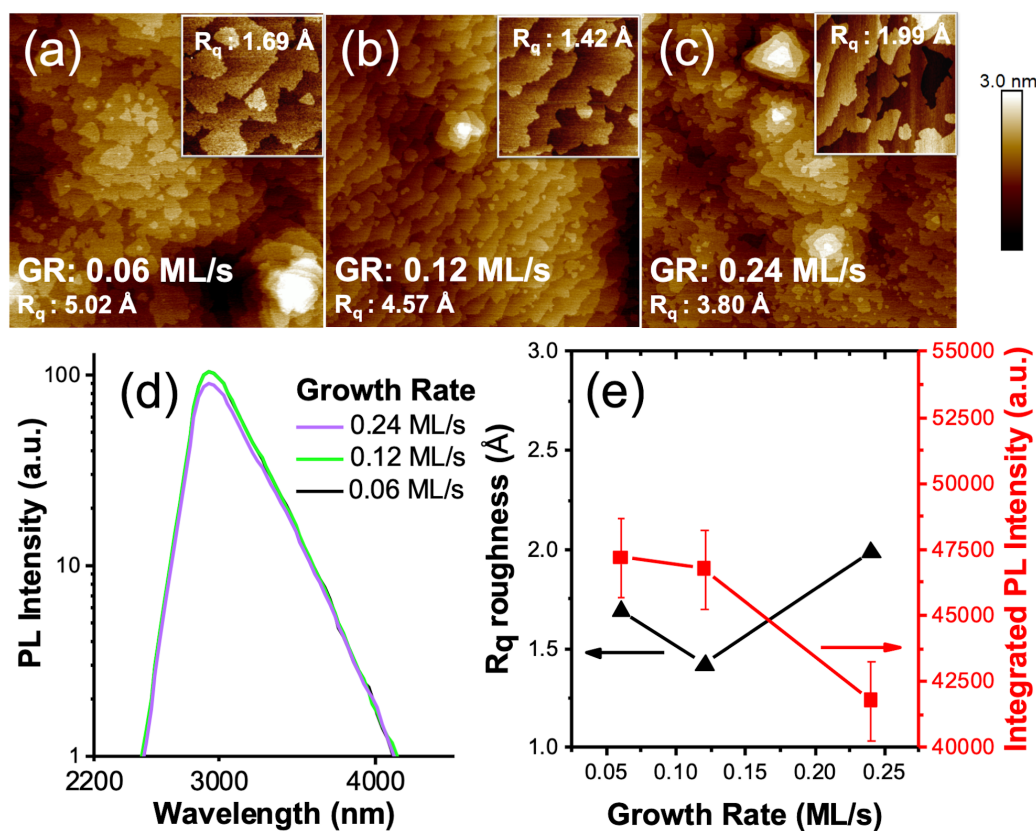 (a)
Rq : 1.69 Å
GR: 0.06 ML/s
Rq : 5.02 Å
(b)
Rq : 1.42 Å
GR: 0.12 ML/s
Rq : 4.57 Å
(c)
Rq : 1.99 Å
GR: 0.24 ML/s
Rq : 3.80 Å
3.0 nm
(d)
PL Intensity (a.u.)
100
10
1
2200
3000
4000
Wavelength (nm)
Growth Rate
0.24 ML/s
0.12 ML/s
0.06 ML/s
(e)
Rq roughness (Å)
3.0
2.5
2.0
1.5
1.0
0.05
0.10
0.15
0.20
0.25
Growth Rate (ML/s)
55000
52500
50000
47500
45000
42500
40000
Integrated PL Intensity (a.u.)